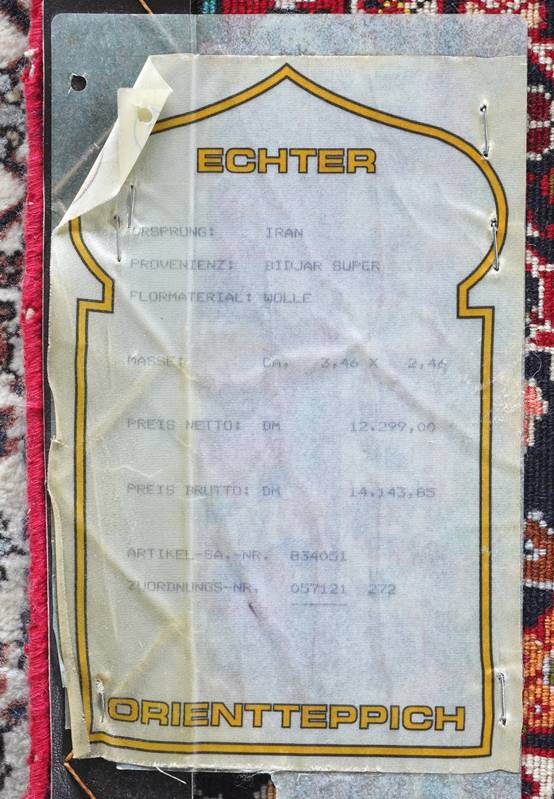 ECHTER
URSPRUNG: IRAN
PROVENIENZ: BIDJAR SUPER
FLORMATERIAL: WOLLE
MASSE: CA. 3,46 X 2,46
PREIS NETTO: DM 12.299,00
PREIS BRUTTO: DM 14.143,85
ARTIKEL-GA.-NR. 834051
ZUORDNUNGS-NR. 057121 272
ORIENTTEPPICH